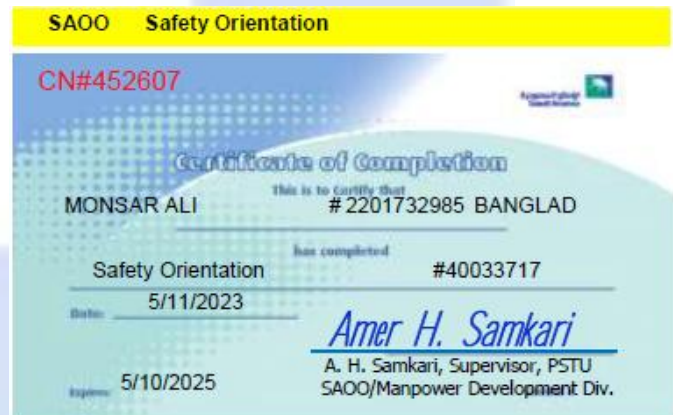 SAOO Safety Orientation
CN#452607
Saudi Aramco
Certificate of Completion
This is to Certify that
MONSAR ALI # 2201732985 BANGLAD
has completed
Safety Orientation #40033717
Date: 5/11/2023
Amer H. Samkari
A. H. Samkari, Supervisor, PSTU
Expires 5/10/2025 SAOO/Manpower Development Div.